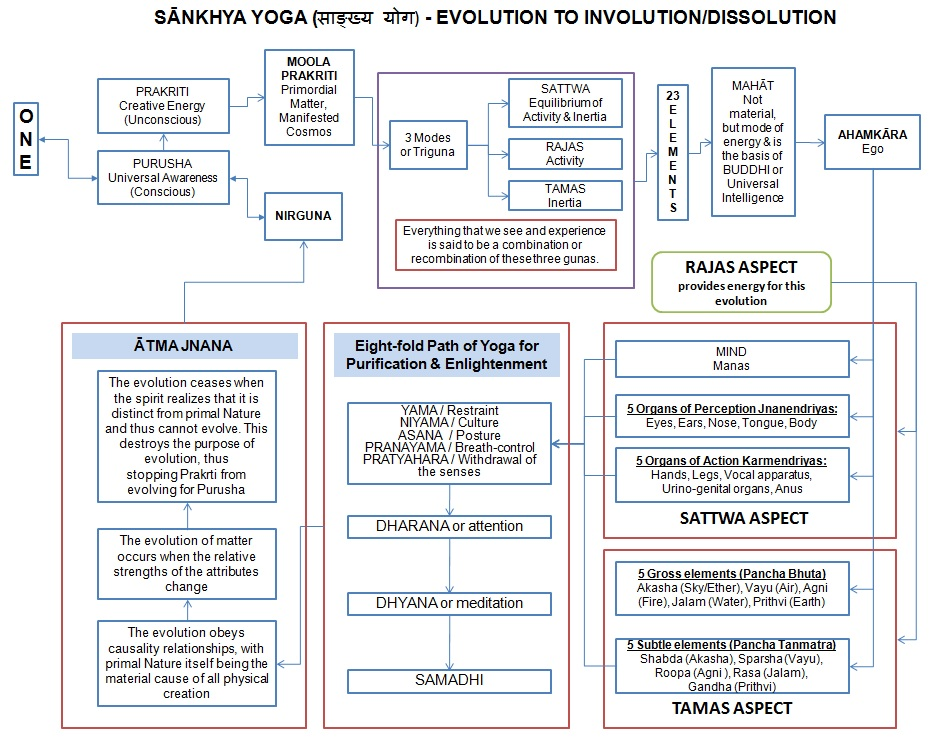 SĀNKHYA YOGA (साङ्ख्य योग) - EVOLUTION TO INVOLUTION/DISSOLUTION
O
N
E
PRAKRITI
Creative Energy
(Unconscious)
PURUSHA
Universal Awareness
(Conscious)
MOOLA
PRAKRITI
Primordial
Matter,
Manifested
Cosmos
NIRGUNA
3 Modes
or Triguna
SATTWA
Equilibrium of
Activity & Inertia
RAJAS
Activity
TAMAS
Inertia
Everything that we see and experience
is said to be a combination or
recombination of these three gunas.
23
E
L
E
M
E
N
T
S
MAHĀT
Not
material,
but mode of
energy & is
the basis of
BUDDHI or
Universal
Intelligence
AHAMKĀRA
Ego
RAJAS ASPECT
provides energy for this
evolution
ĀTMAJNANA
The evolution ceases when
the spirit realizes that it is
distinct from primal Nature
and thus cannot evolve. This
destroys the purpose of
evolution, thus
stopping Prakrti from
evolving for Purusha
The evolution of matter
occurs when the relative
strengths of the attributes
change
The evolution obeys
causality relationships, with
primal Nature itself being the
material cause of all physical
creation
Eight-fold Path of Yoga for
Purification & Enlightenment
YAMA / Restraint
NIYAMA / Culture
ASANA / Posture
PRANAYAMA / Breath-control
PRATYAHARA / Withdrawal of
the senses
DHARANA or attention
DHYANA or meditation
SAMADHI
MIND
Manas
5 Organs of Perception Jnanendriyas:
Eyes, Ears, Nose, Tongue, Body
5 Organs of Action Karmendriyas:
Hands, Legs, Vocal apparatus,
Urino-genital organs, Anus
SATTWA ASPECT
5 Gross elements (Pancha Bhuta)
Akasha (Sky/Ether), Vayu (Air), Agni
(Fire), Jalam (Water), Prithvi (Earth)
5 Subtle elements (Pancha Tanmatra)
Shabda (Akasha), Sparsha (Vayu),
Roopa (Agni ), Rasa (Jalam),
Gandha (Prithvi)
TAMAS ASPECT